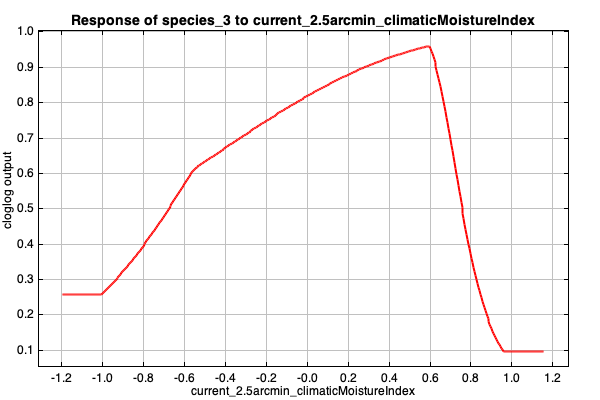 Response of species_3 to current_2.5arcmin_climaticMoistureIndex
cloglog output
1.0
0.9
0.8
0.7
0.6
0.5
0.4
0.3
0.2
0.1
-1.2 -1.0 -0.8 -0.6 -0.4 -0.2 -0.0 0.2 0.4 0.6 0.8 1.0 1.2
current_2.5arcmin_climaticMoistureIndex